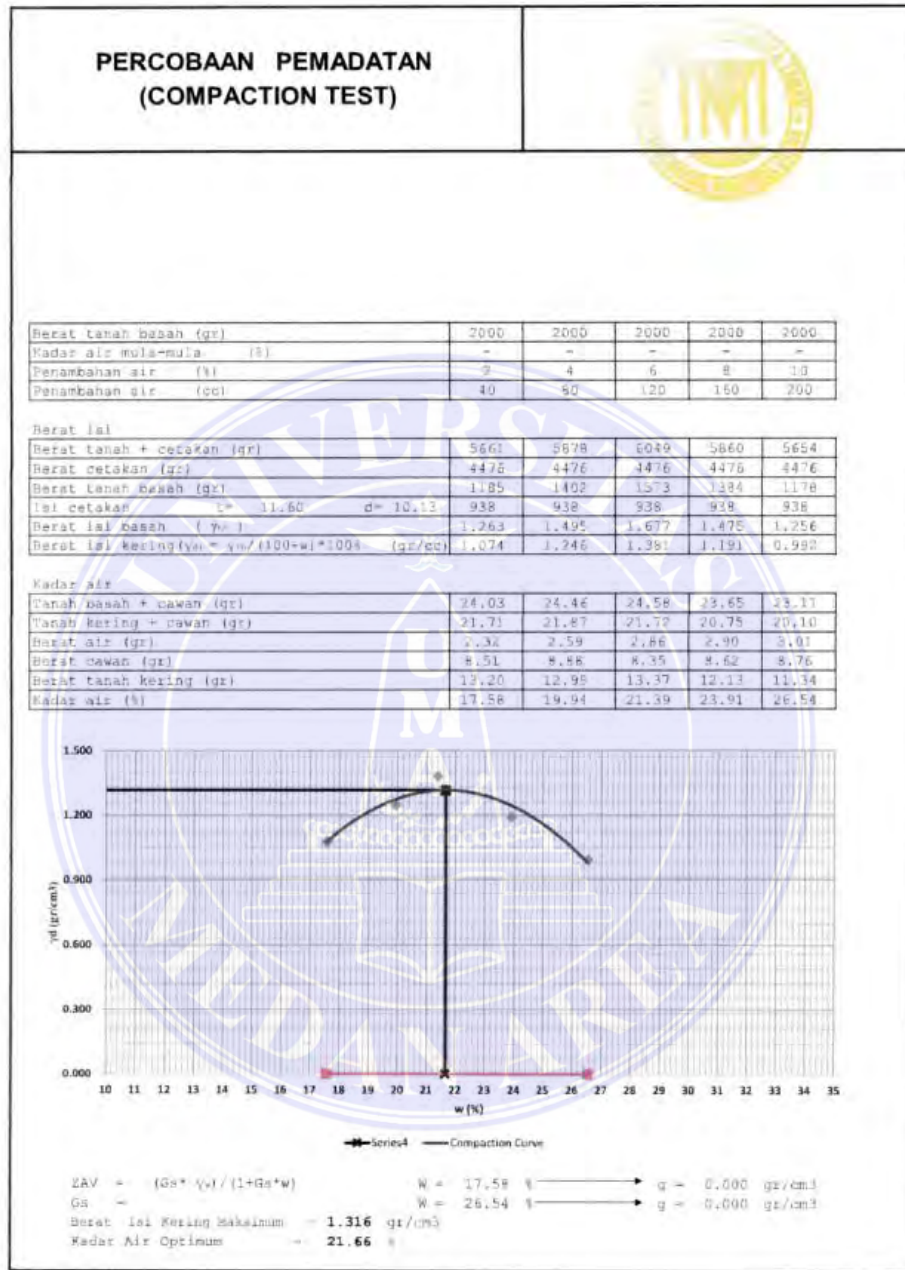 PERCOBAAN PEMADATAN
(COMPACTION TEST)
Berat tanah basah (gr) 2000 2000 2000 2000 2000
Kadar air mula-mula (%) - - - - -
Penambahan air (%) 2 4 6 8 10
Penambahan air (cc) 40 80 120 160 200
Berat isi
Berat tanah + cetakan (gr) 5661 5878 6049 5860 5654
Berat cetakan (gr) 4476 4476 4476 4476 4476
Berat tanah basah (gr) 1185 1402 1573 1384 1178
Isi cetakan t= 11.60 d= 10.13 938 938 938 938 938
Berat isi basah ( γm ) 1.263 1.495 1.677 1.475 1.256
Berat isi kering(γd = γm/(100+w)*100% (gr/cc) 1.074 1.246 1.381 1.191 0.992
Kadar air
Tanah basah + cawan (gr) 24.03 24.46 24.58 23.65 23.11
Tanah kering + cawan (gr) 21.71 21.87 21.72 20.75 20.10
Berat air (gr) 2.32 2.59 2.86 2.90 3.01
Berat cawan (gr) 8.51 8.88 8.35 8.62 8.76
Berat tanah kering (gr) 13.20 12.99 13.37 12.13 11.34
Kadar air (%) 17.58 19.94 21.39 23.91 26.54
1.500
1.200
0.900
0.600
0.300
0.000
γd (gr/cm3)
10 11 12 13 14 15 16 17 18 19 20 21 22 23 24 25 26 27 28 29 30 31 32 33 34 35
w (%)
Series4 Compaction Curve
ZAV = (Gs* γw)/(1+Gs*w) W = 17.58 % g = 0.000 gr/cm3
Gs = W = 26.54 % g = 0.000 gr/cm3
Berat Isi Kering Maksimum = 1.316 gr/cm3
Kadar Air Optimum = 21.66 %
UNIVERSITAS
MEDAN AREA
UMA